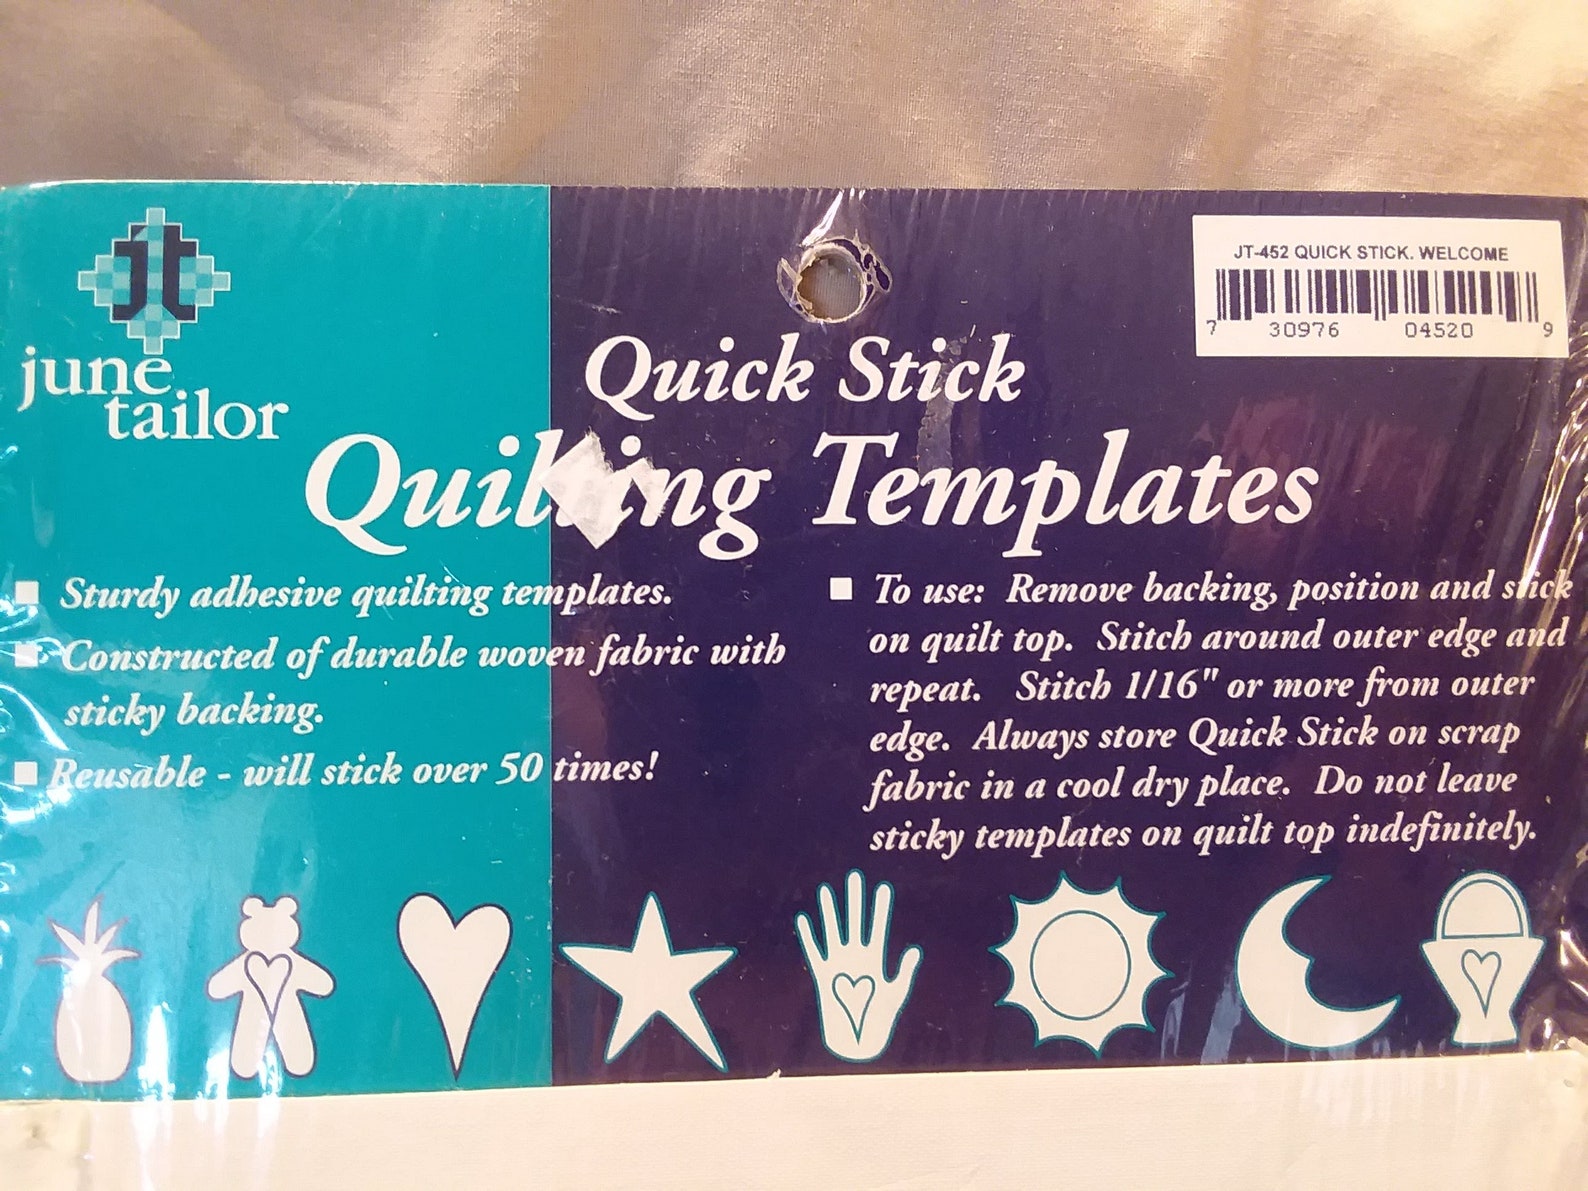 jt
june
tailor
JT-452 QUICK STICK. WELCOME
7 30976 04520 9
Quick Stick
Quilting Templates
Sturdy adhesive quilting templates.
Constructed of durable woven fabric with
sticky backing.
Reusable - will stick over 50 times!
To use: Remove backing, position and stick
on quilt top. Stitch around outer edge and
repeat. Stitch 1/16" or more from outer
edge. Always store Quick Stick on scrap
fabric in a cool dry place. Do not leave
sticky templates on quilt top indefinitely.